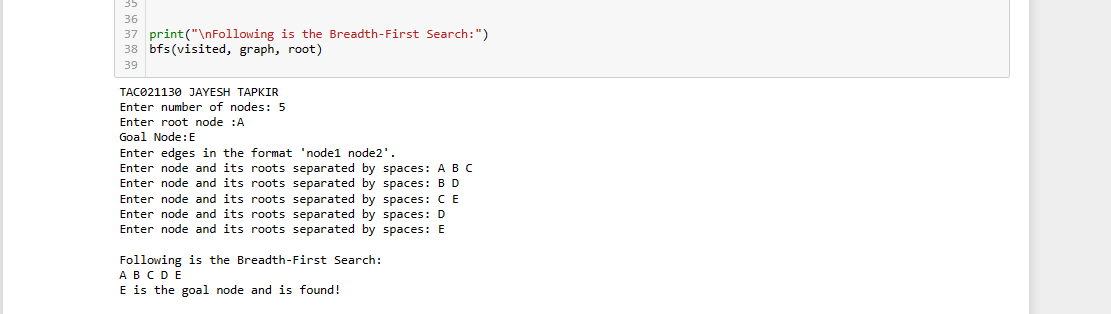 35
36
37 print("\nFollowing is the Breadth-First Search:")
38 bfs(visited, graph, root)
39
TAC021130 JAYESH TAPKIR
Enter number of nodes: 5
Enter root node :A
Goal Node:E
Enter edges in the format 'node1 node2'.
Enter node and its roots separated by spaces: A B C
Enter node and its roots separated by spaces: B D
Enter node and its roots separated by spaces: C E
Enter node and its roots separated by spaces: D
Enter node and its roots separated by spaces: E
Following is the Breadth-First Search:
A B C D E
E is the goal node and is found!